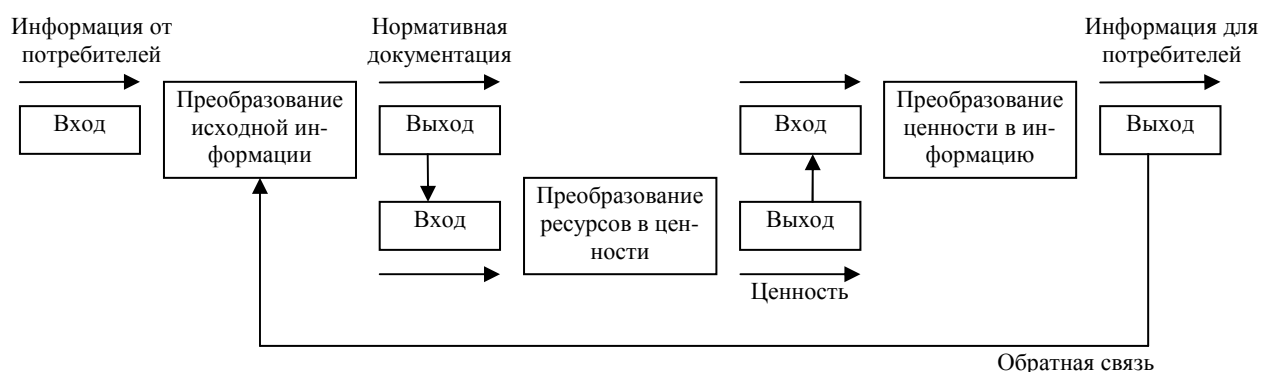 Информация от
потребителей
Нормативная
документация
Информация для
потребителей
Вход
Преобразование
исходной ин-
формации
Выход
Вход
Преобразование
ценности в ин-
формацию
Выход
Вход
Преобразование
ресурсов в цен-
ности
Выход
Ценность
Обратная связь